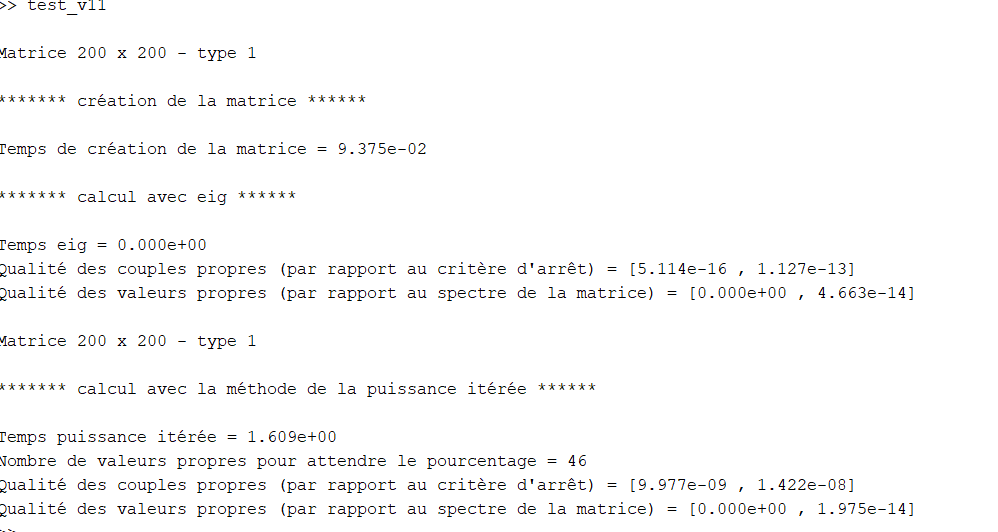 >> test_v11
Matrice 200 x 200 - type 1
******* création de la matrice ******
Temps de création de la matrice = 9.375e-02
******* calcul avec eig ******
Temps eig = 0.000e+00
Qualité des couples propres (par rapport au critère d'arrêt) = [5.114e-16 , 1.127e-13]
Qualité des valeurs propres (par rapport au spectre de la matrice) = [0.000e+00 , 4.663e-14]
Matrice 200 x 200 - type 1
******* calcul avec la méthode de la puissance itérée ******
Temps puissance itérée = 1.609e+00
Nombre de valeurs propres pour attendre le pourcentage = 46
Qualité des couples propres (par rapport au critère d'arrêt) = [9.977e-09 , 1.422e-08]
Qualité des valeurs propres (par rapport au spectre de la matrice) = [0.000e+00 , 1.975e-14]
>>